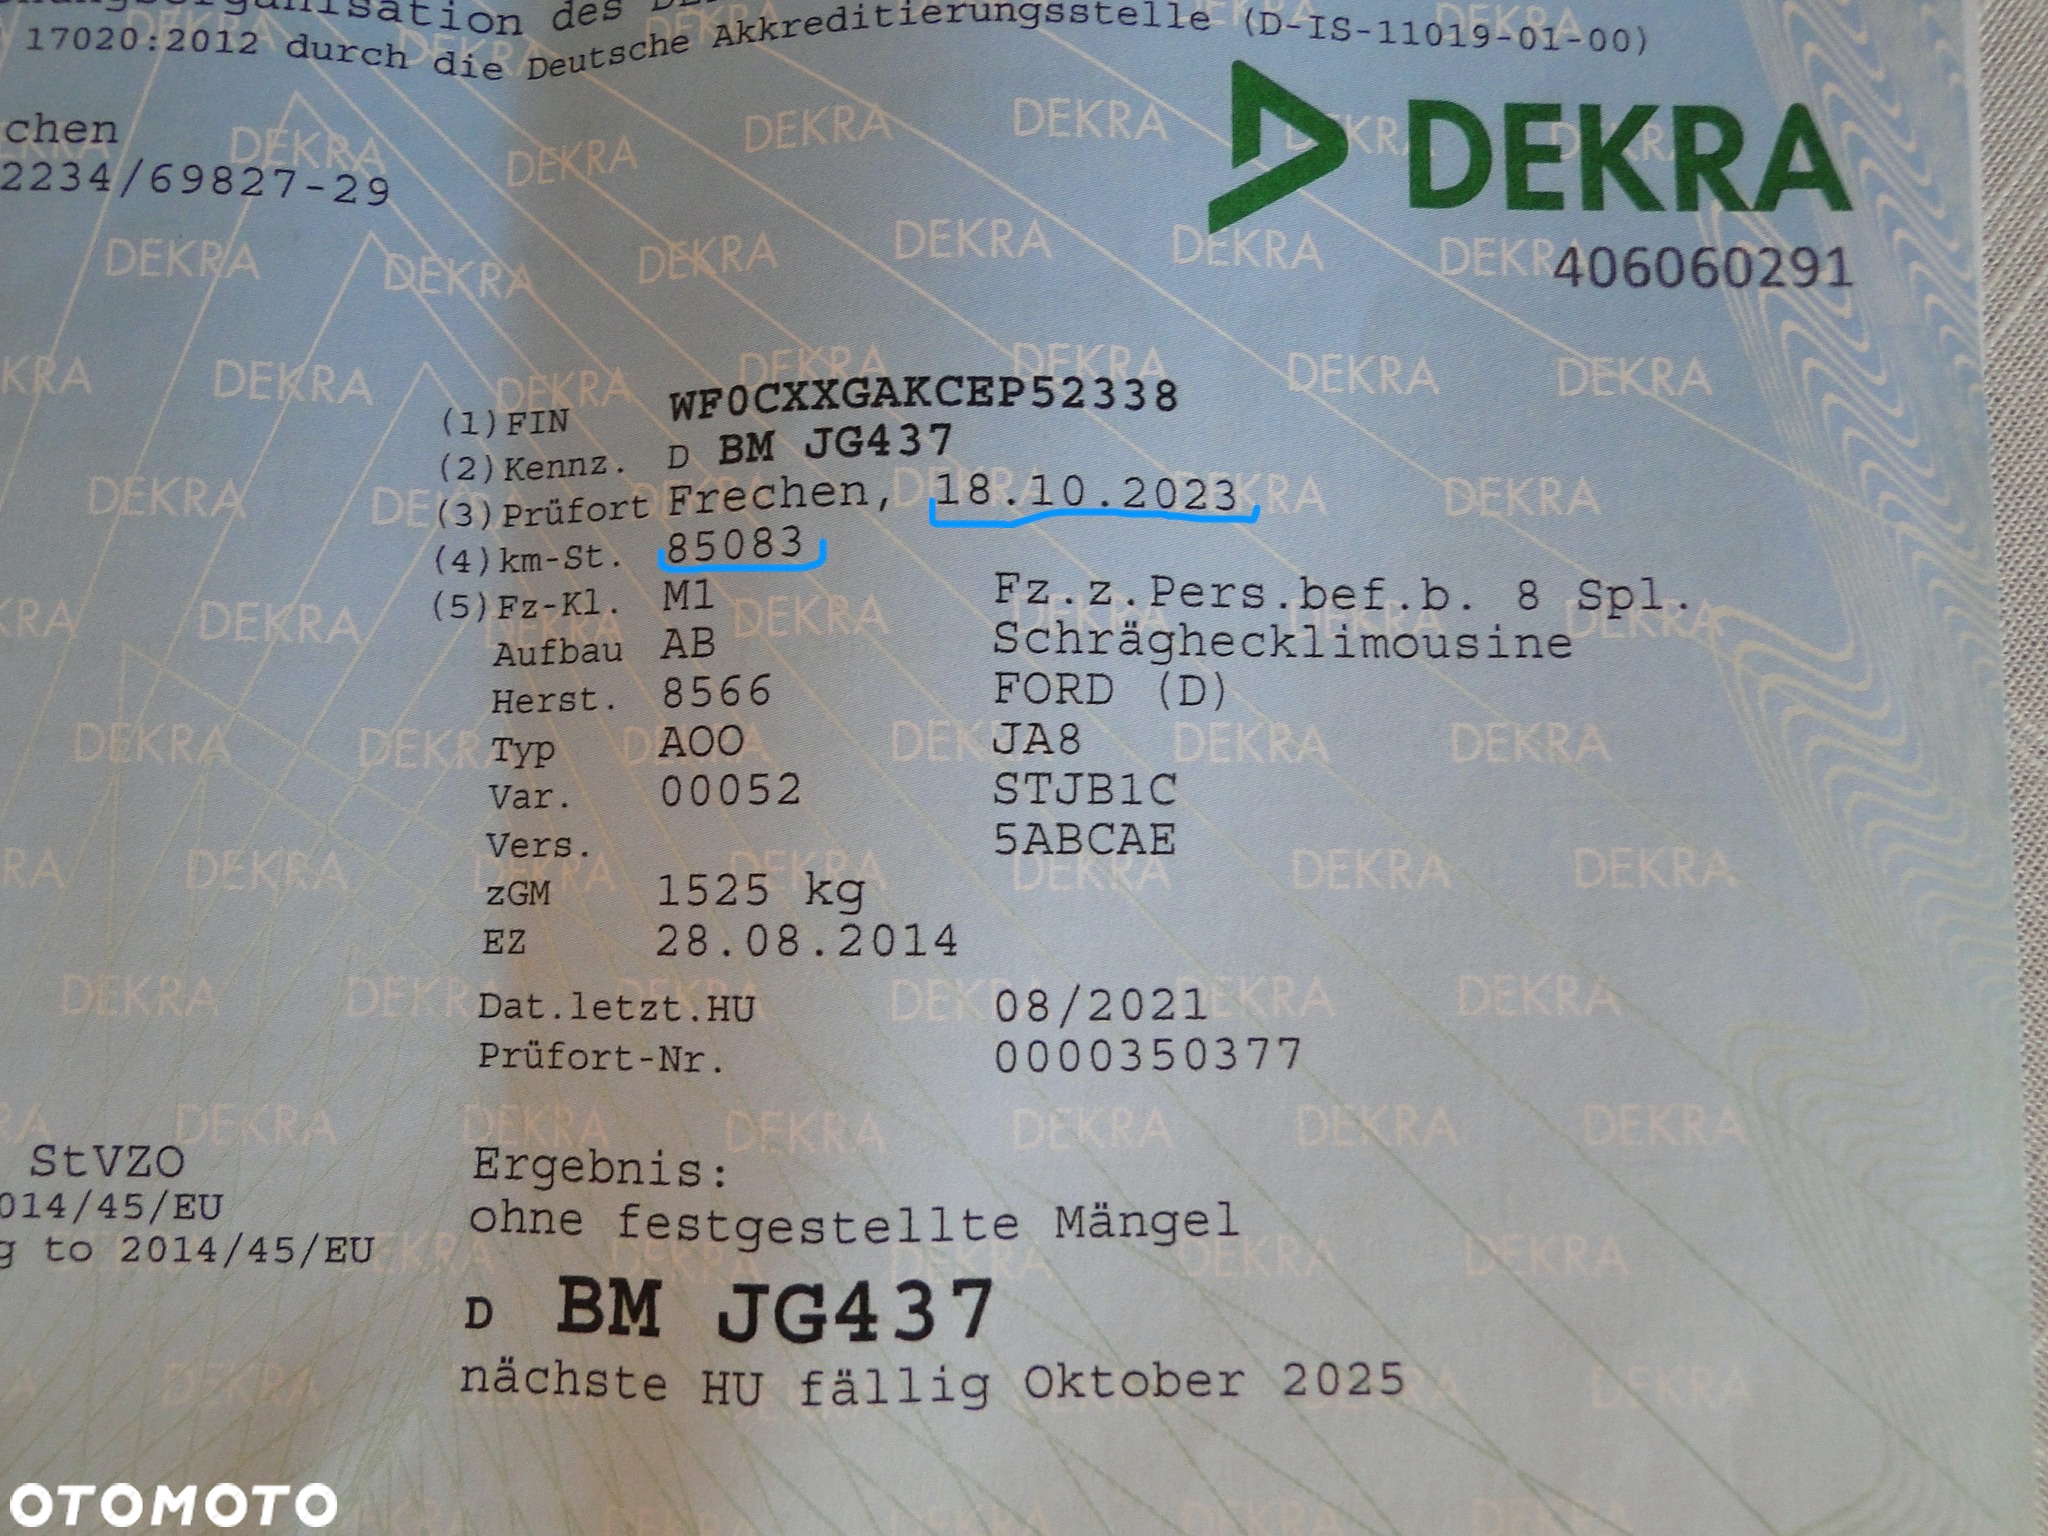 des
17020:2012 durch die Deutsche Akkreditierungsstelle (D-IS-11019-01-00)
chen
2234/69827-29
DEKRA
406060291
(1) FIN WF0CXXGAKCEP52338
(2) Kennz. D BM JG437
(3) Prüfort Frechen, 18.10.2023
(4) km-St. 85083
(5) Fz-Kl. M1 Fz.z.Pers.bef.b. 8 Spl.
Aufbau AB Schräghecklimousine
Herst. 8566 FORD (D)
Typ AOO JA8
Var. 00052 STJB1C
Vers. 5ABCAE
zGM 1525 kg
EZ 28.08.2014
Dat.letzt.HU 08/2021
Prüfort-Nr. 0000350377
StVZO
014/45/EU
g to 2014/45/EU
Ergebnis:
ohne festgestellte Mängel
D BM JG437
nächste HU fällig Oktober 2025
OTOMOTO